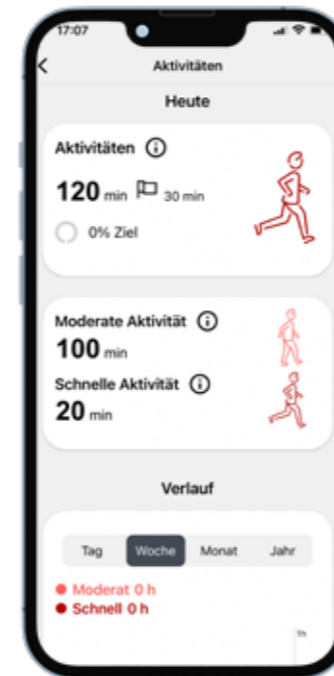 17:07
Aktivitäten
Heute
Aktivitäten
120 min 30 min
0% Ziel
Moderate Aktivität
100 min
Schnelle Aktivität
20 min
Verlauf
Tag Woche Monat Jahr
Moderat 0 h
Schnell 0 h
1h